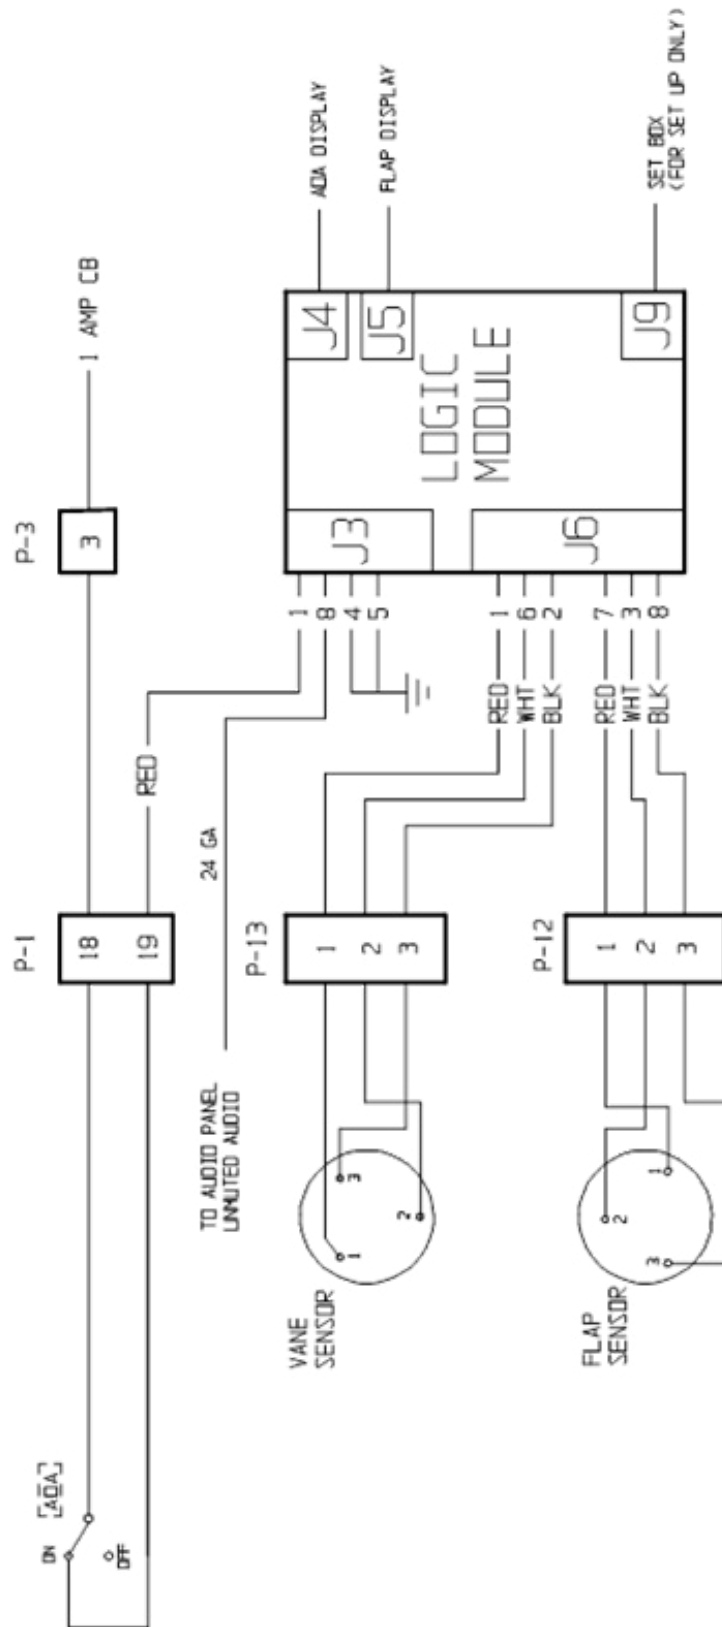 [AOA]
ON
OFF
P-1
18
19
RED
P-3
3
1 AMP CB
TO AUDIO PANEL
UNMUTED AUDIO
24 GA
1
8
4
5
J3
J4
AOA DISPLAY
J5
FLAP DISPLAY
LOGIC
MODULE
VANE
SENSOR
1
2
3
P-13
1
2
3
RED
WHT
BLK
1
6
2
J6
J9
SET BOX
(FOR SET UP ONLY)
FLAP
SENSOR
3
2
1
P-12
1
2
3
RED
WHT
BLK
7
3
8